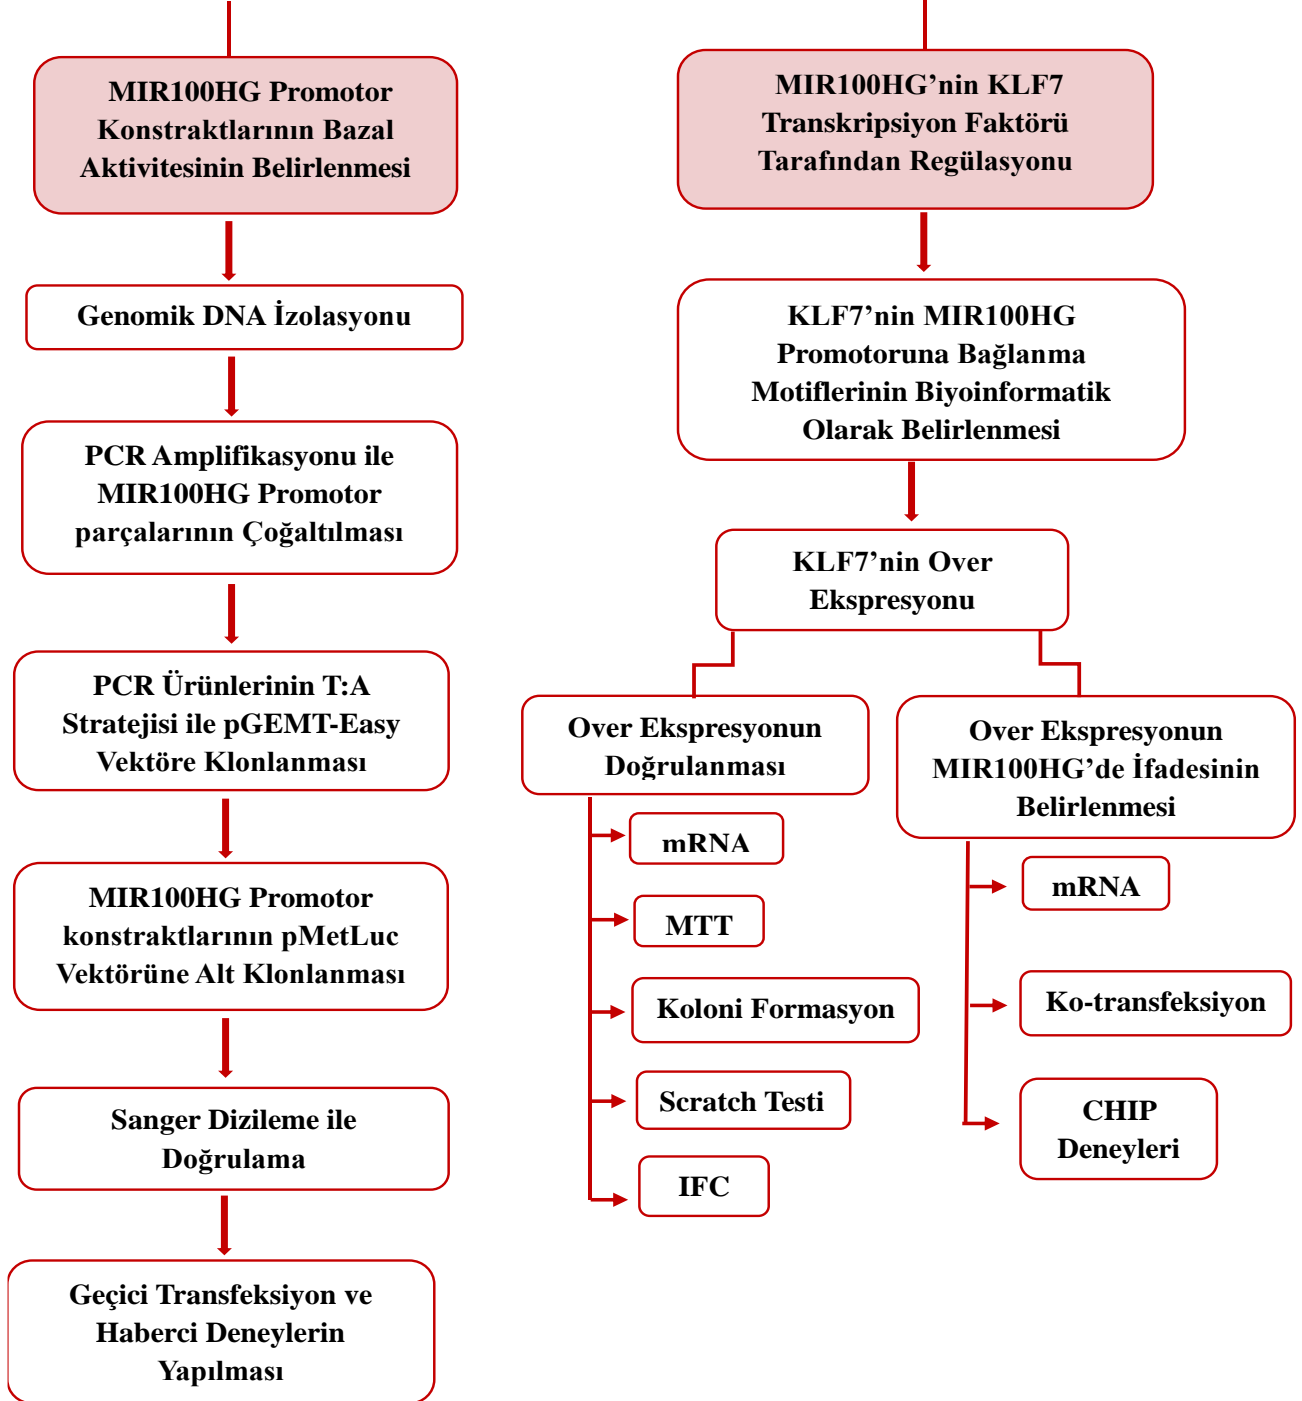 MIR100HG Promotor
Konstraktlarının Bazal
Aktivitesinin Belirlenmesi
Genomik DNA İzolasyonu
PCR Amplifikasyonu ile
MIR100HG Promotor
parçalarının Çoğaltılması
PCR Ürünlerinin T:A
Stratejisi ile pGEMT-Easy
Vektöre Klonlanması
MIR100HG Promotor
konstraktlarının pMetLuc
Vektörüne Alt Klonlanması
Sanger Dizileme ile
Doğrulama
Geçici Transfeksiyon ve
Haberci Deneylerin
Yapılması
MIR100HG’nin KLF7
Transkripsiyon Faktörü
Tarafından Regülasyonu
KLF7’nin MIR100HG
Promotoruna Bağlanma
Motiflerinin Biyoinformatik
Olarak Belirlenmesi
KLF7’nin Over
Ekspresyonu
Over Ekspresyonun
Doğrulanması
mRNA
MTT
Koloni Formasyon
Scratch Testi
IFC
Over Ekspresyonun
MIR100HG’de İfadesinin
Belirlenmesi
mRNA
Ko-transfeksiyon
CHIP
Deneyleri